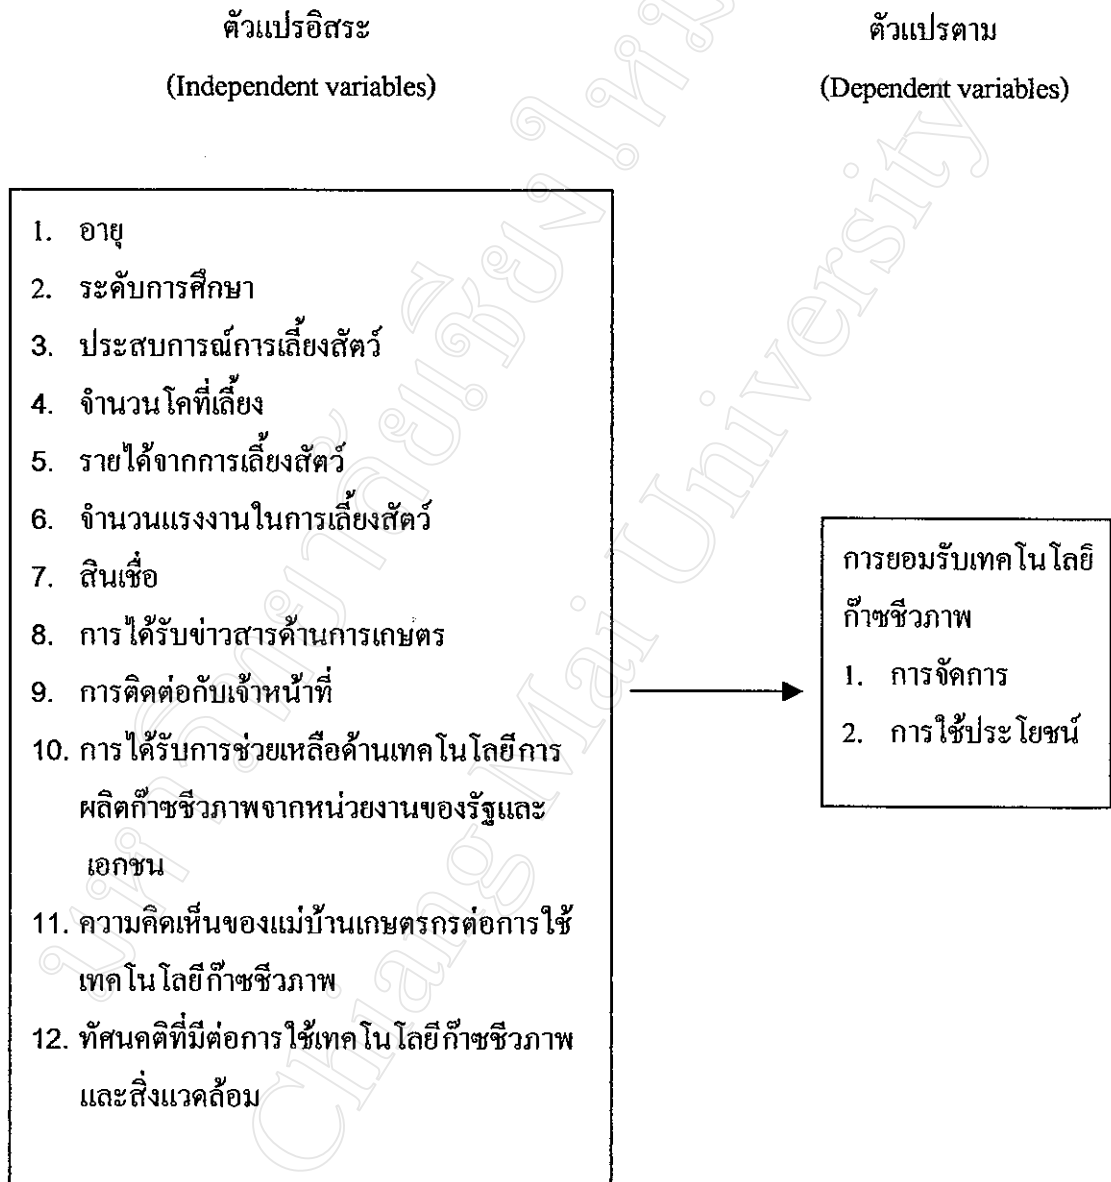 ตัวแปรอิสระ
(Independent variables)
ตัวแปรตาม
(Dependent variables)
1. อายุ
2. ระดับการศึกษา
3. ประสบการณ์การเลี้ยงสัตว์
4. จำนวนโคที่เลี้ยง
5. รายได้จากการเลี้ยงสัตว์
6. จำนวนแรงงานในการเลี้ยงสัตว์
7. สินเชื่อ
8. การได้รับข่าวสารด้านการเกษตร
9. การติดต่อกับเจ้าหน้าที่
10. การได้รับการช่วยเหลือด้านเทคโนโลยีการ
ผลิตก๊าซชีวภาพจากหน่วยงานของรัฐและ
เอกชน
11. ความคิดเห็นของแม่บ้านเกษตรกรต่อการใช้
เทคโนโลยีก๊าซชีวภาพ
12. ทัศนคติที่มีต่อการใช้เทคโนโลยีก๊าซชีวภาพ
และสิ่งแวดล้อม
การยอมรับเทคโนโลยี
ก๊าซชีวภาพ
1. การจัดการ
2. การใช้ประโยชน์
มหาวิทยาลัยเชียงใหม่
Chiang Mai University